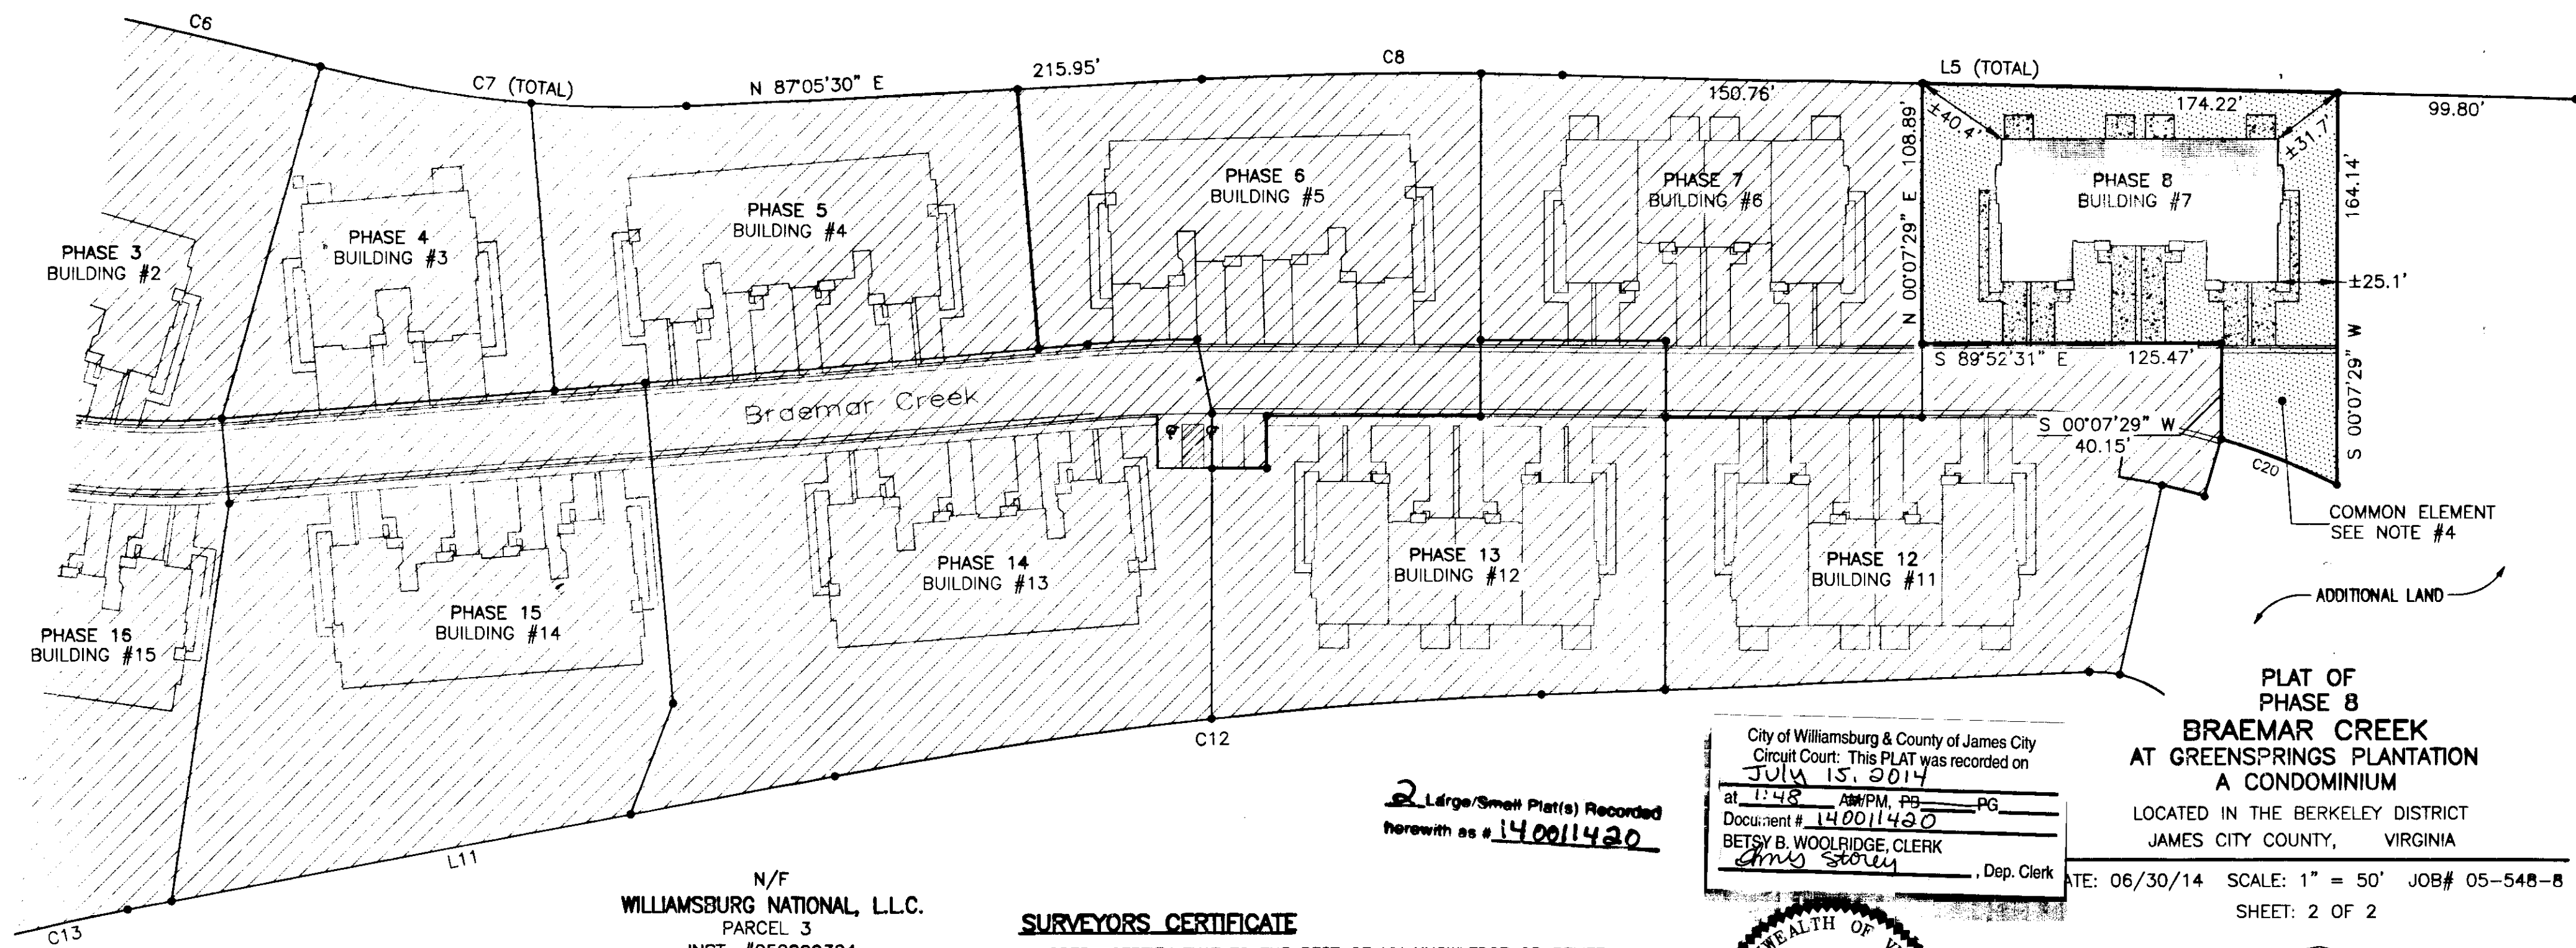 C6
C7 (TOTAL)
N 87°05'30" E
215.95'
C8
150.76'
L5 (TOTAL)
174.22'
99.80'
±40.4'
±31.7'
N 00°07'29" E 108.89'
164.14'
S 00°07'29" W
±25.1'
PHASE 3
BUILDING #2
PHASE 4
BUILDING #3
PHASE 5
BUILDING #4
PHASE 6
BUILDING #5
PHASE 7
BUILDING #6
PHASE 8
BUILDING #7
S 89°52'31" E 125.47'
Braemar Creek
S 00°07'29" W
40.15'
C20
COMMON ELEMENT
SEE NOTE #4
ADDITIONAL LAND
PHASE 16
BUILDING #15
PHASE 15
BUILDING #14
PHASE 14
BUILDING #13
PHASE 13
BUILDING #12
PHASE 12
BUILDING #11
C12
L11
C13
PLAT OF
PHASE 8
BRAEMAR CREEK
AT GREENSPRINGS PLANTATION
A CONDOMINIUM
LOCATED IN THE BERKELEY DISTRICT
JAMES CITY COUNTY, VIRGINIA
ATE: 06/30/14 SCALE: 1" = 50' JOB# 05-548-8
SHEET: 2 OF 2
2 Large/Small Plat(s) Recorded
herewith as # 140011420
City of Williamsburg & County of James City
Circuit Court: This PLAT was recorded on
July 15, 2014
at 1:48 AM/PM, PB PG
Document # 140011420
BETSY B. WOOLRIDGE, CLERK
Amy Storey, Dep. Clerk
N/F
WILLIAMSBURG NATIONAL, L.L.C.
PARCEL 3
SURVEYORS CERTIFICATE
WEALTH OF V